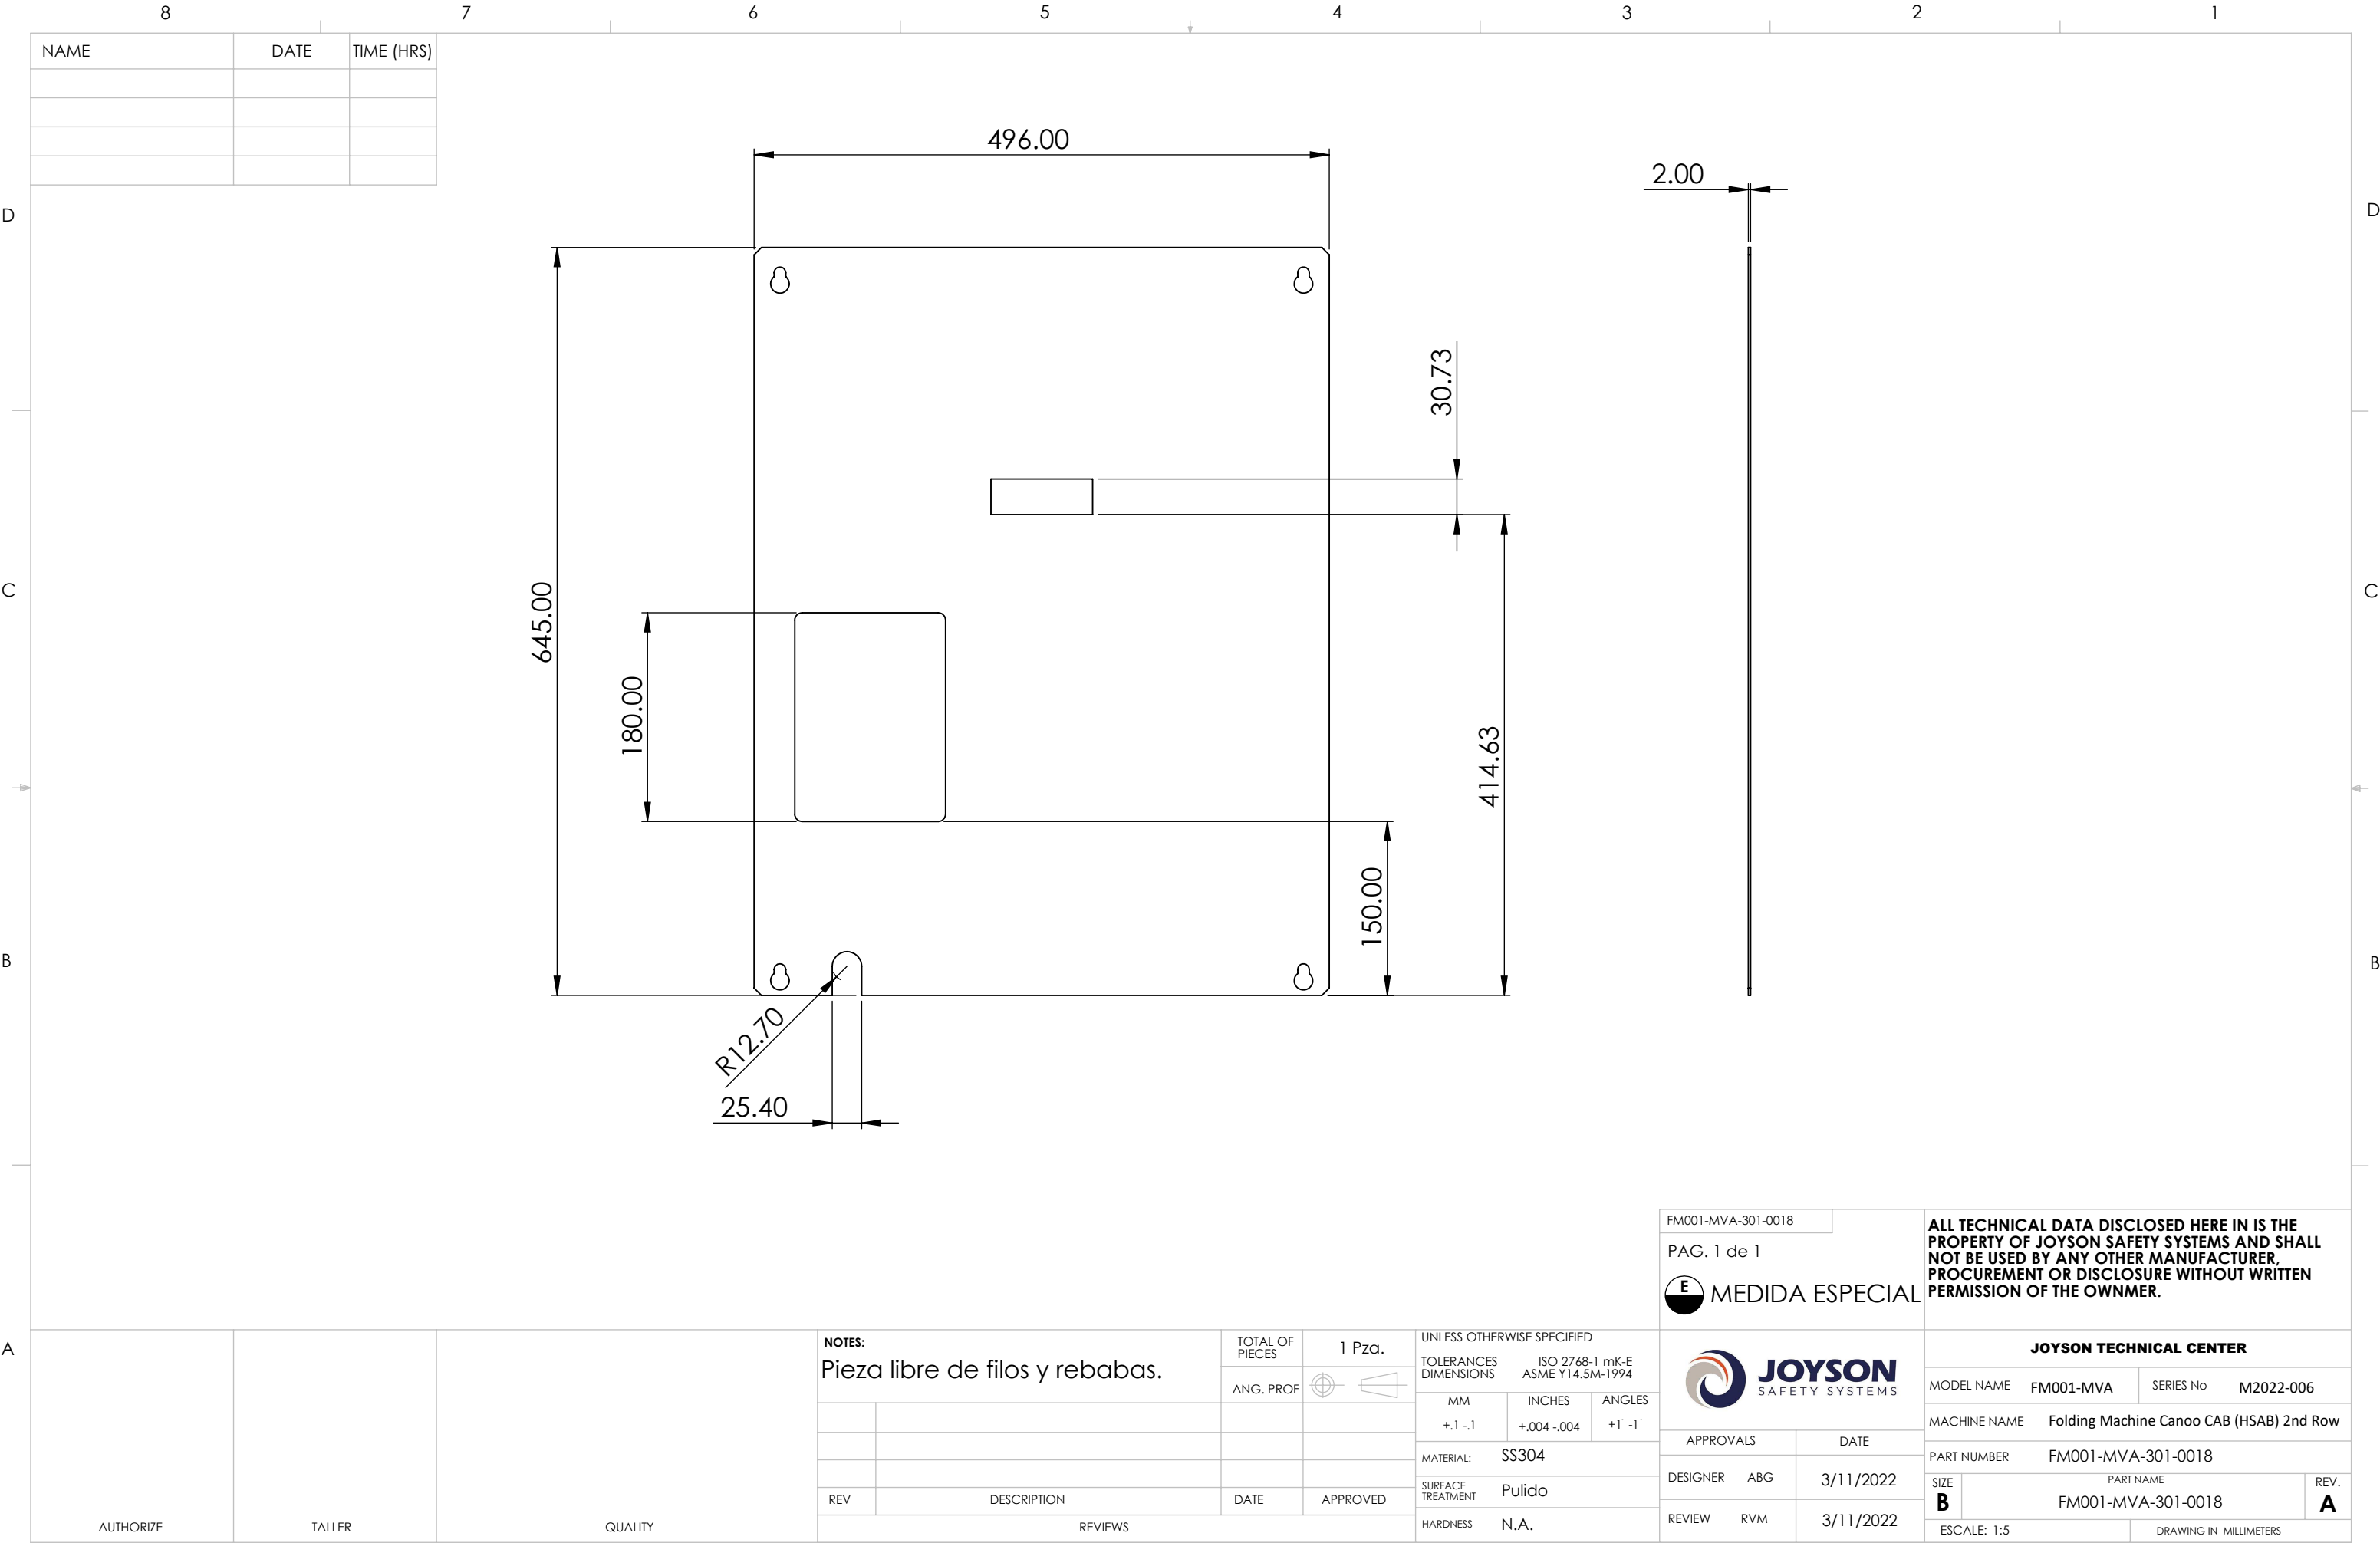 8 7 6 5 4 3 2 1
NAME DATE TIME (HRS)
496.00
2.00
D D
30.73
C C
645.00
180.00
414.63
150.00
B B
R12.70
25.40
FM001-MVA-301-0018
PAG. 1 de 1
E MEDIDA ESPECIAL
ALL TECHNICAL DATA DISCLOSED HERE IN IS THE
PROPERTY OF JOYSON SAFETY SYSTEMS AND SHALL
NOT BE USED BY ANY OTHER MANUFACTURER,
PROCUREMENT OR DISCLOSURE WITHOUT WRITTEN
PERMISSION OF THE OWNMER.
A
AUTHORIZE TALLER QUALITY
NOTES:
Pieza libre de filos y rebabas.
TOTAL OF
PIECES
1 Pza.
ANG. PROF
REV DESCRIPTION DATE APPROVED
REVIEWS
UNLESS OTHERWISE SPECIFIED
TOLERANCES ISO 2768-1 mK-E
DIMENSIONS ASME Y14.5M-1994
MM INCHES ANGLES
+.1 -.1 +.004 -.004 +1° -1°
MATERIAL: SS304
SURFACE
TREATMENT
Pulido
HARDNESS N.A.
JOYSON
SAFETY SYSTEMS
APPROVALS DATE
DESIGNER ABG 3/11/2022
REVIEW RVM 3/11/2022
JOYSON TECHNICAL CENTER
MODEL NAME FM001-MVA SERIES No M2022-006
MACHINE NAME Folding Machine Canoo CAB (HSAB) 2nd Row
PART NUMBER FM001-MVA-301-0018
SIZE PART NAME REV.
B FM001-MVA-301-0018 A
ESCALE: 1:5 DRAWING IN MILLIMETERS